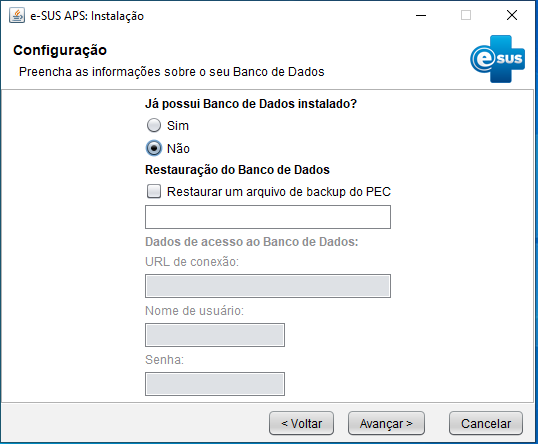 e-SUS APS: Instalação
Configuração
Preencha as informações sobre o seu Banco de Dados
e sus
Já possui Banco de Dados instalado?
Sim
Não
Restauração do Banco de Dados
Restaurar um arquivo de backup do PEC
Dados de acesso ao Banco de Dados:
URL de conexão:
Nome de usuário:
Senha:
< Voltar
Avançar >
Cancelar